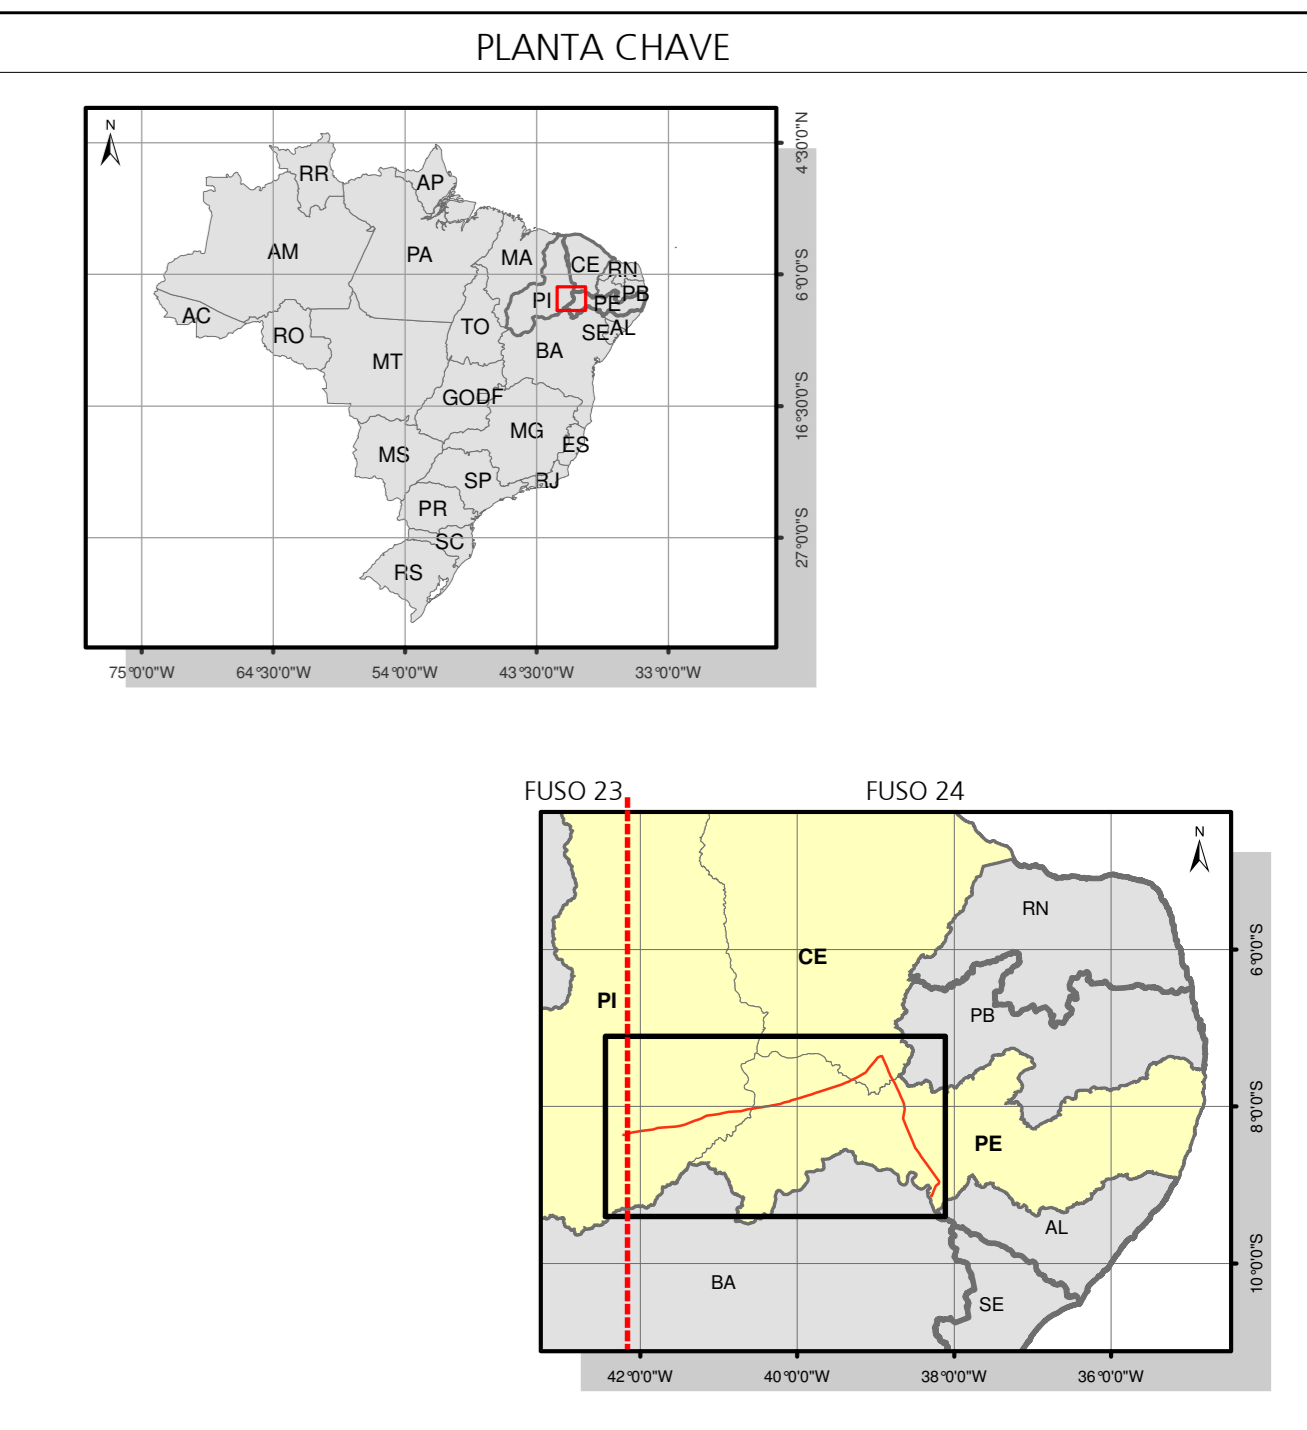 PLANTA CHAVE
N
4°30'0"N
RR
AP
AM
PA
MA
CE
RN
6°0'0"S
PI
PE
PB
AC
RO
TO
SE
AL
MT
BA
GO
DF
16°30'0"S
MG
ES
MS
SP
RJ
PR
SC
27°0'0"S
RS
75°0'0"W
64°30'0"W
54°0'0"W
43°30'0"W
33°0'0"W
FUSO 23
FUSO 24
N
RN
CE
6°0'0"S
PI
PB
8°0'0"S
PE
AL
10°0'0"S
BA
SE
42°0'0"W
40°0'0"W
38°0'0"W
36°0'0"W